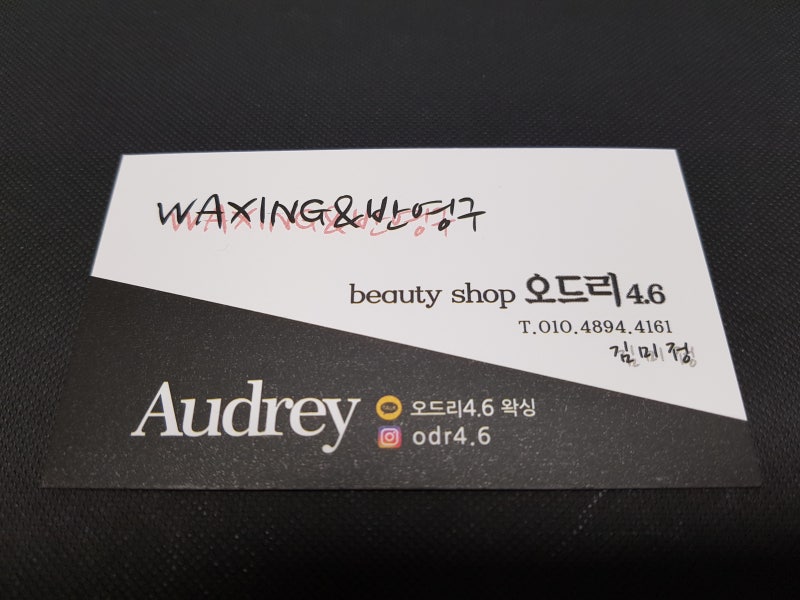 WAXING&반영구
beauty shop 오드리 4.6
T.010.4894.4161
김미정
Audrey
TALK 오드리4.6 왁싱
odr4.6